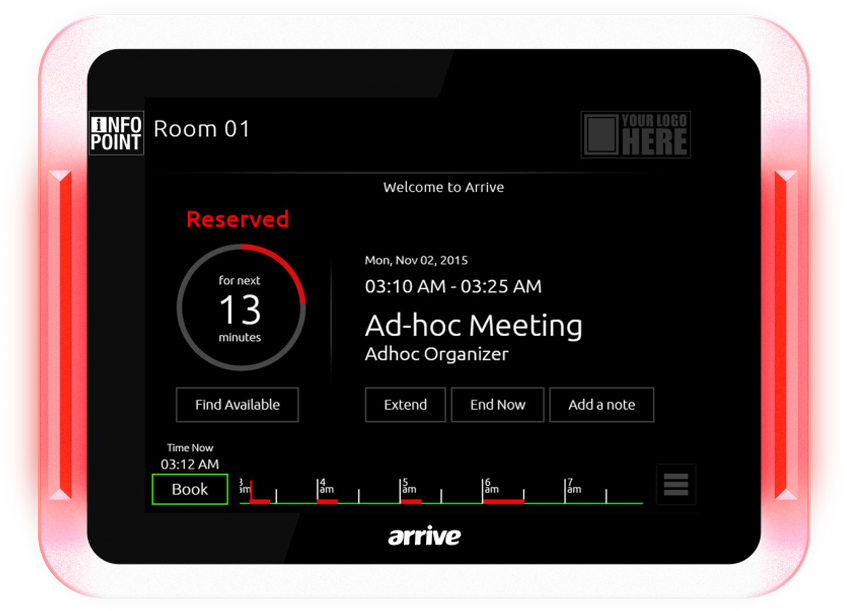 iNFO
POINT
Room 01
YOUR LOGO
HERE
Welcome to Arrive
Reserved
for next
13
minutes
Mon, Nov 02, 2015
03:10 AM - 03:25 AM
Ad-hoc Meeting
Adhoc Organizer
Find Available
Extend
End Now
Add a note
Time Now
03:12 AM
Book
3 am
4 am
5 am
6 am
7 am
arrive